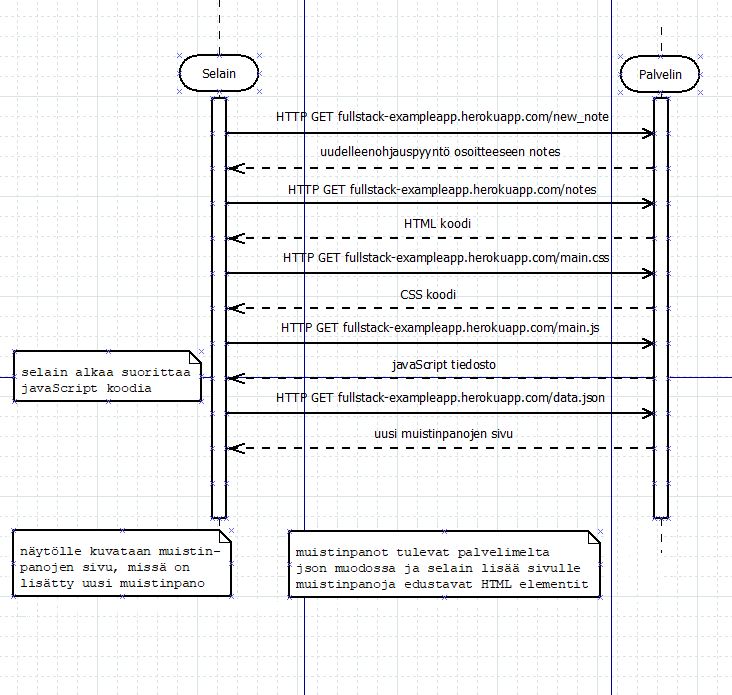 Selain
Palvelin
HTTP GET fullstack-exampleapp.herokuapp.com/new_note
uudelleenohjauspyyntö osoitteeseen notes
HTTP GET fullstack-exampleapp.herokuapp.com/notes
HTML koodi
HTTP GET fullstack-exampleapp.herokuapp.com/main.css
CSS koodi
HTTP GET fullstack-exampleapp.herokuapp.com/main.js
selain alkaa suorittaa
javaScript koodia
javaScript tiedosto
HTTP GET fullstack-exampleapp.herokuapp.com/data.json
uusi muistinpanojen sivu
näytölle kuvataan muistin-
panojen sivu, missä on
lisätty uusi muistinpano
muistinpanot tulevat palvelimelta
json muodossa ja selain lisää sivulle
muistinpanoja edustavat HTML elementit